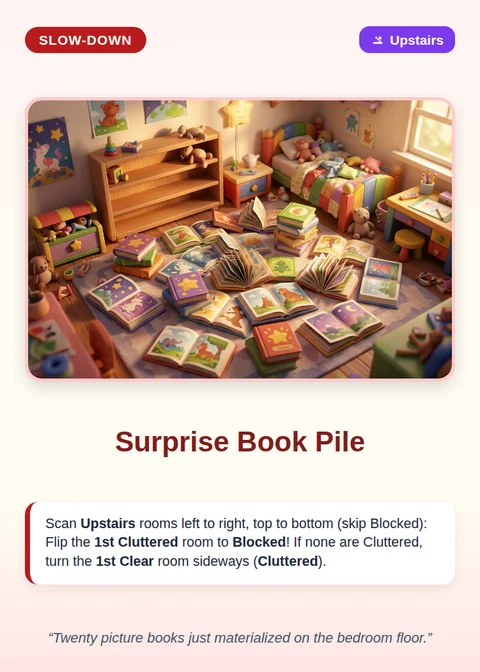 SLOW-DOWN
Upstairs
Surprise Book Pile
Scan Upstairs rooms left to right, top to bottom (skip Blocked):
Flip the 1st Cluttered room to Blocked! If none are Cluttered,
turn the 1st Clear room sideways (Cluttered).
“Twenty picture books just materialized on the bedroom floor.”